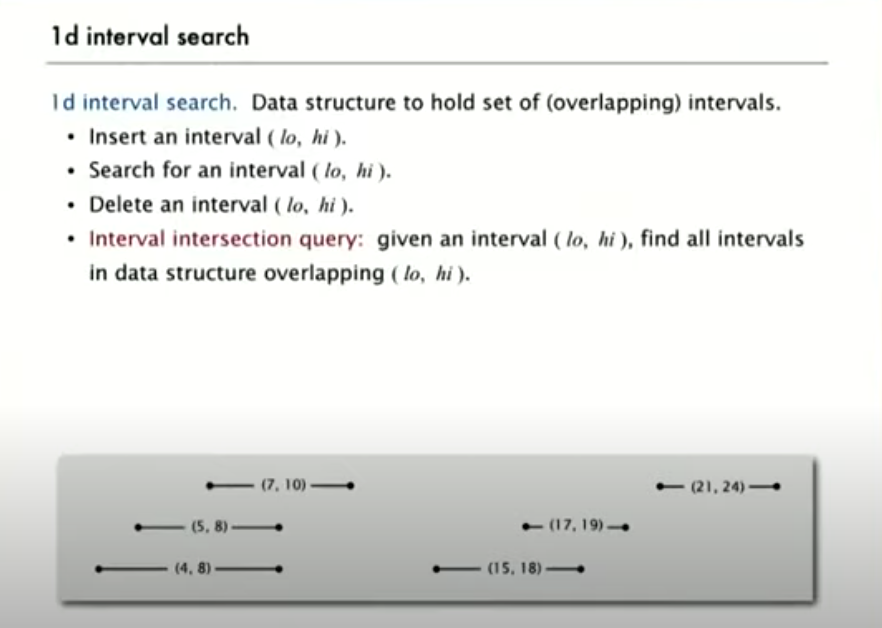 1d interval search
1d interval search. Data structure to hold set of (overlapping) intervals.
• Insert an interval ( lo, hi ).
• Search for an interval ( lo, hi ).
• Delete an interval ( lo, hi ).
• Interval intersection query: given an interval ( lo, hi ), find all intervals
in data structure overlapping ( lo, hi ).
(7, 10)
(21, 24)
(5, 8)
(17, 19)
(4, 8)
(15, 18)